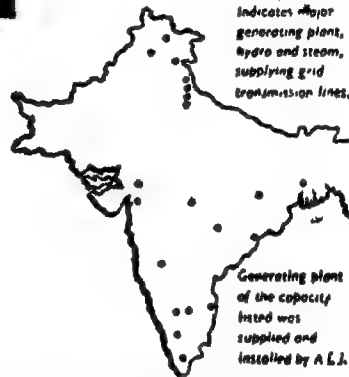 Indicates major
generating plant,
hydro and steam,
supplying grid
transmission lines.
Generating plant
of the capacity
listed was
supplied and
installed by A E I.